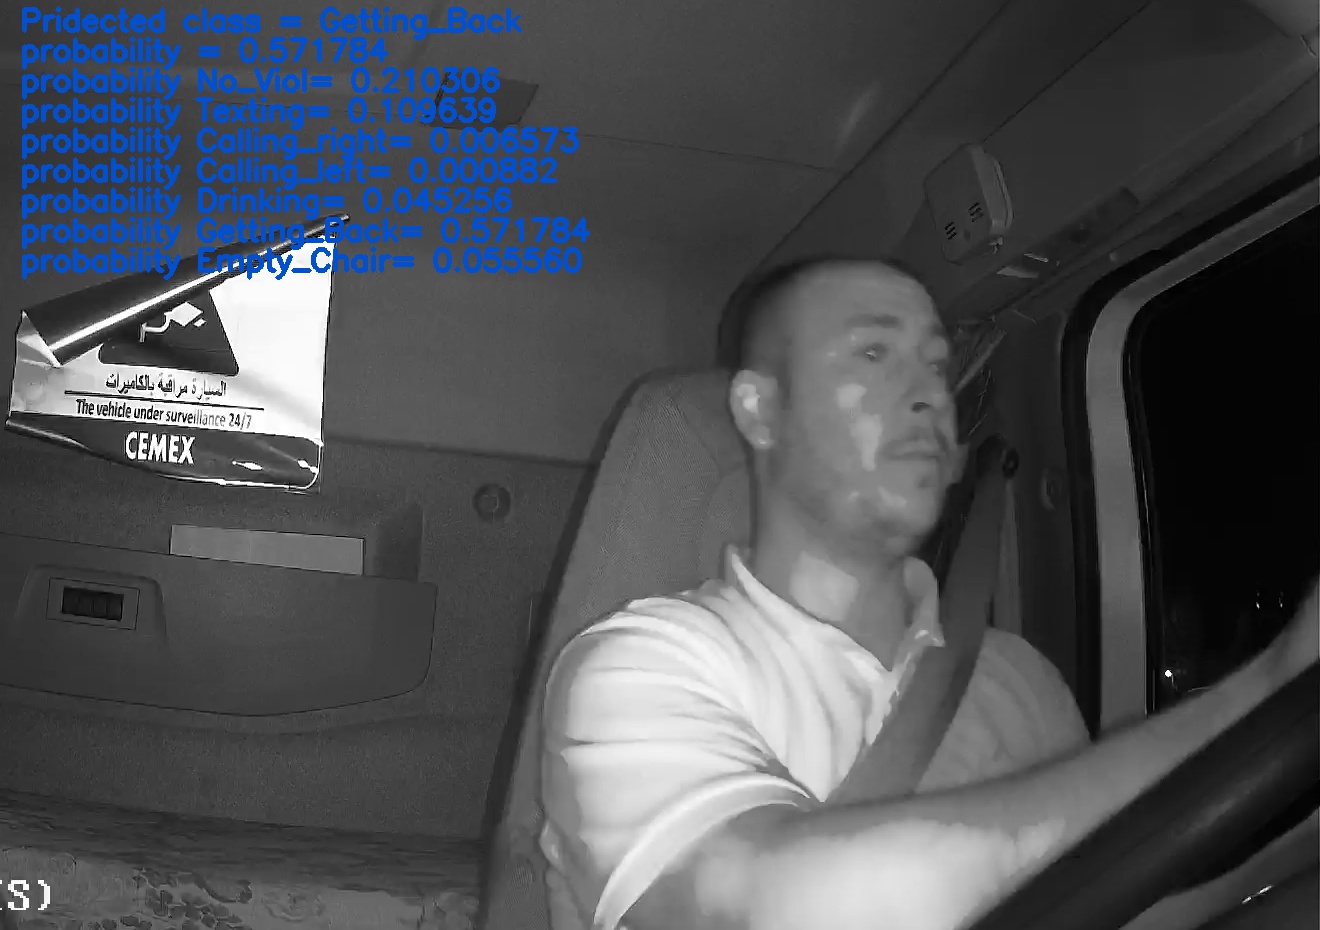 Pridected class = Getting_Back
probability = 0.571784
probability No_Viol= 0.210306
probability Texting= 0.109639
probability Calling_right= 0.006573
probability Calling_left= 0.000882
probability Drinking= 0.045256
probability Getting_Back= 0.571784
probability Empty_Chair= 0.055560
السيارة مراقبة بالكاميرات
The vehicle under surveillance 24/7
CEMEX
S)